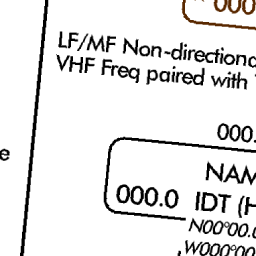 000
LF/MF Non-directiona
VHF Freq paired with
000.
NAM
000.0 IDT (H
N00°00.0
W000°00
e